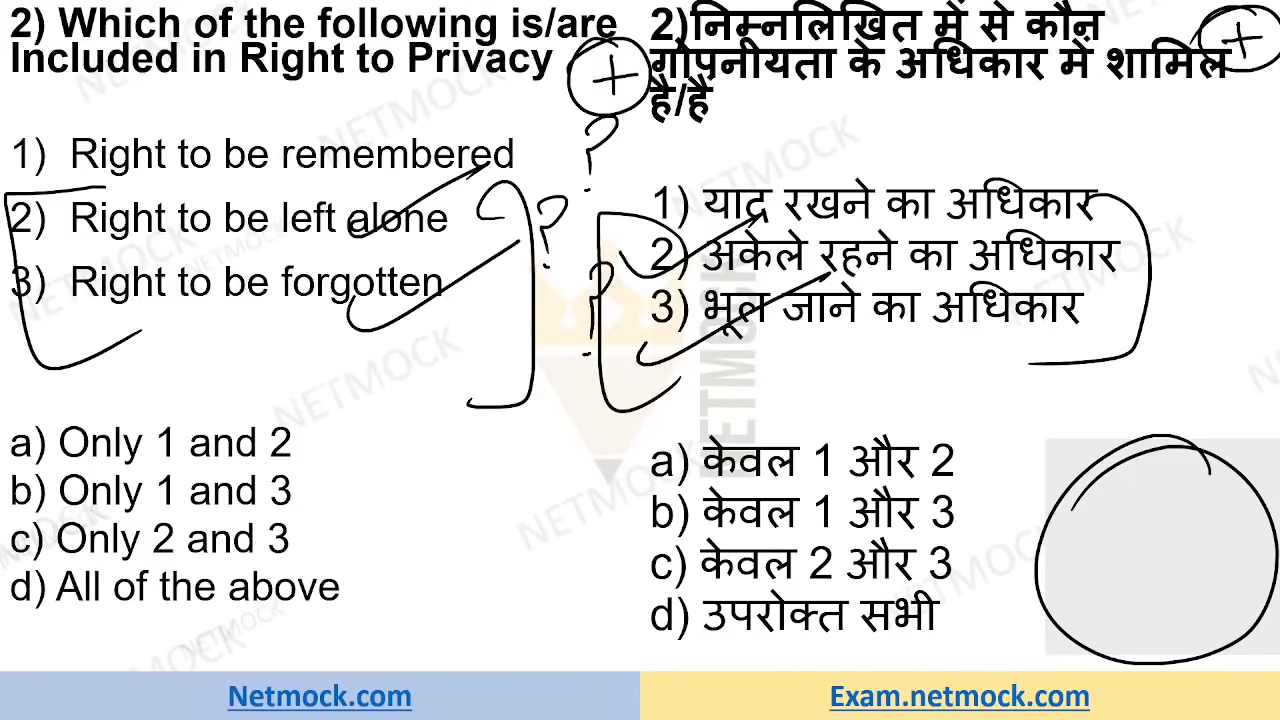 2) Which of the following is/are
Included in Right to Privacy
1) Right to be remembered
2) Right to be left alone
3) Right to be forgotten
a) Only 1 and 2
b) Only 1 and 3
c) Only 2 and 3
d) All of the above
2)निम्नलिखित में से कौन
गोपनीयता के अधिकार में शामिल
है/हैं
1) याद रखने का अधिकार
2) अकेले रहने का अधिकार
3) भूल जाने का अधिकार
a) केवल 1 और 2
b) केवल 1 और 3
c) केवल 2 और 3
d) उपरोक्त सभी
?
?
?
NETMOCK
Netmock.com
Exam.netmock.com